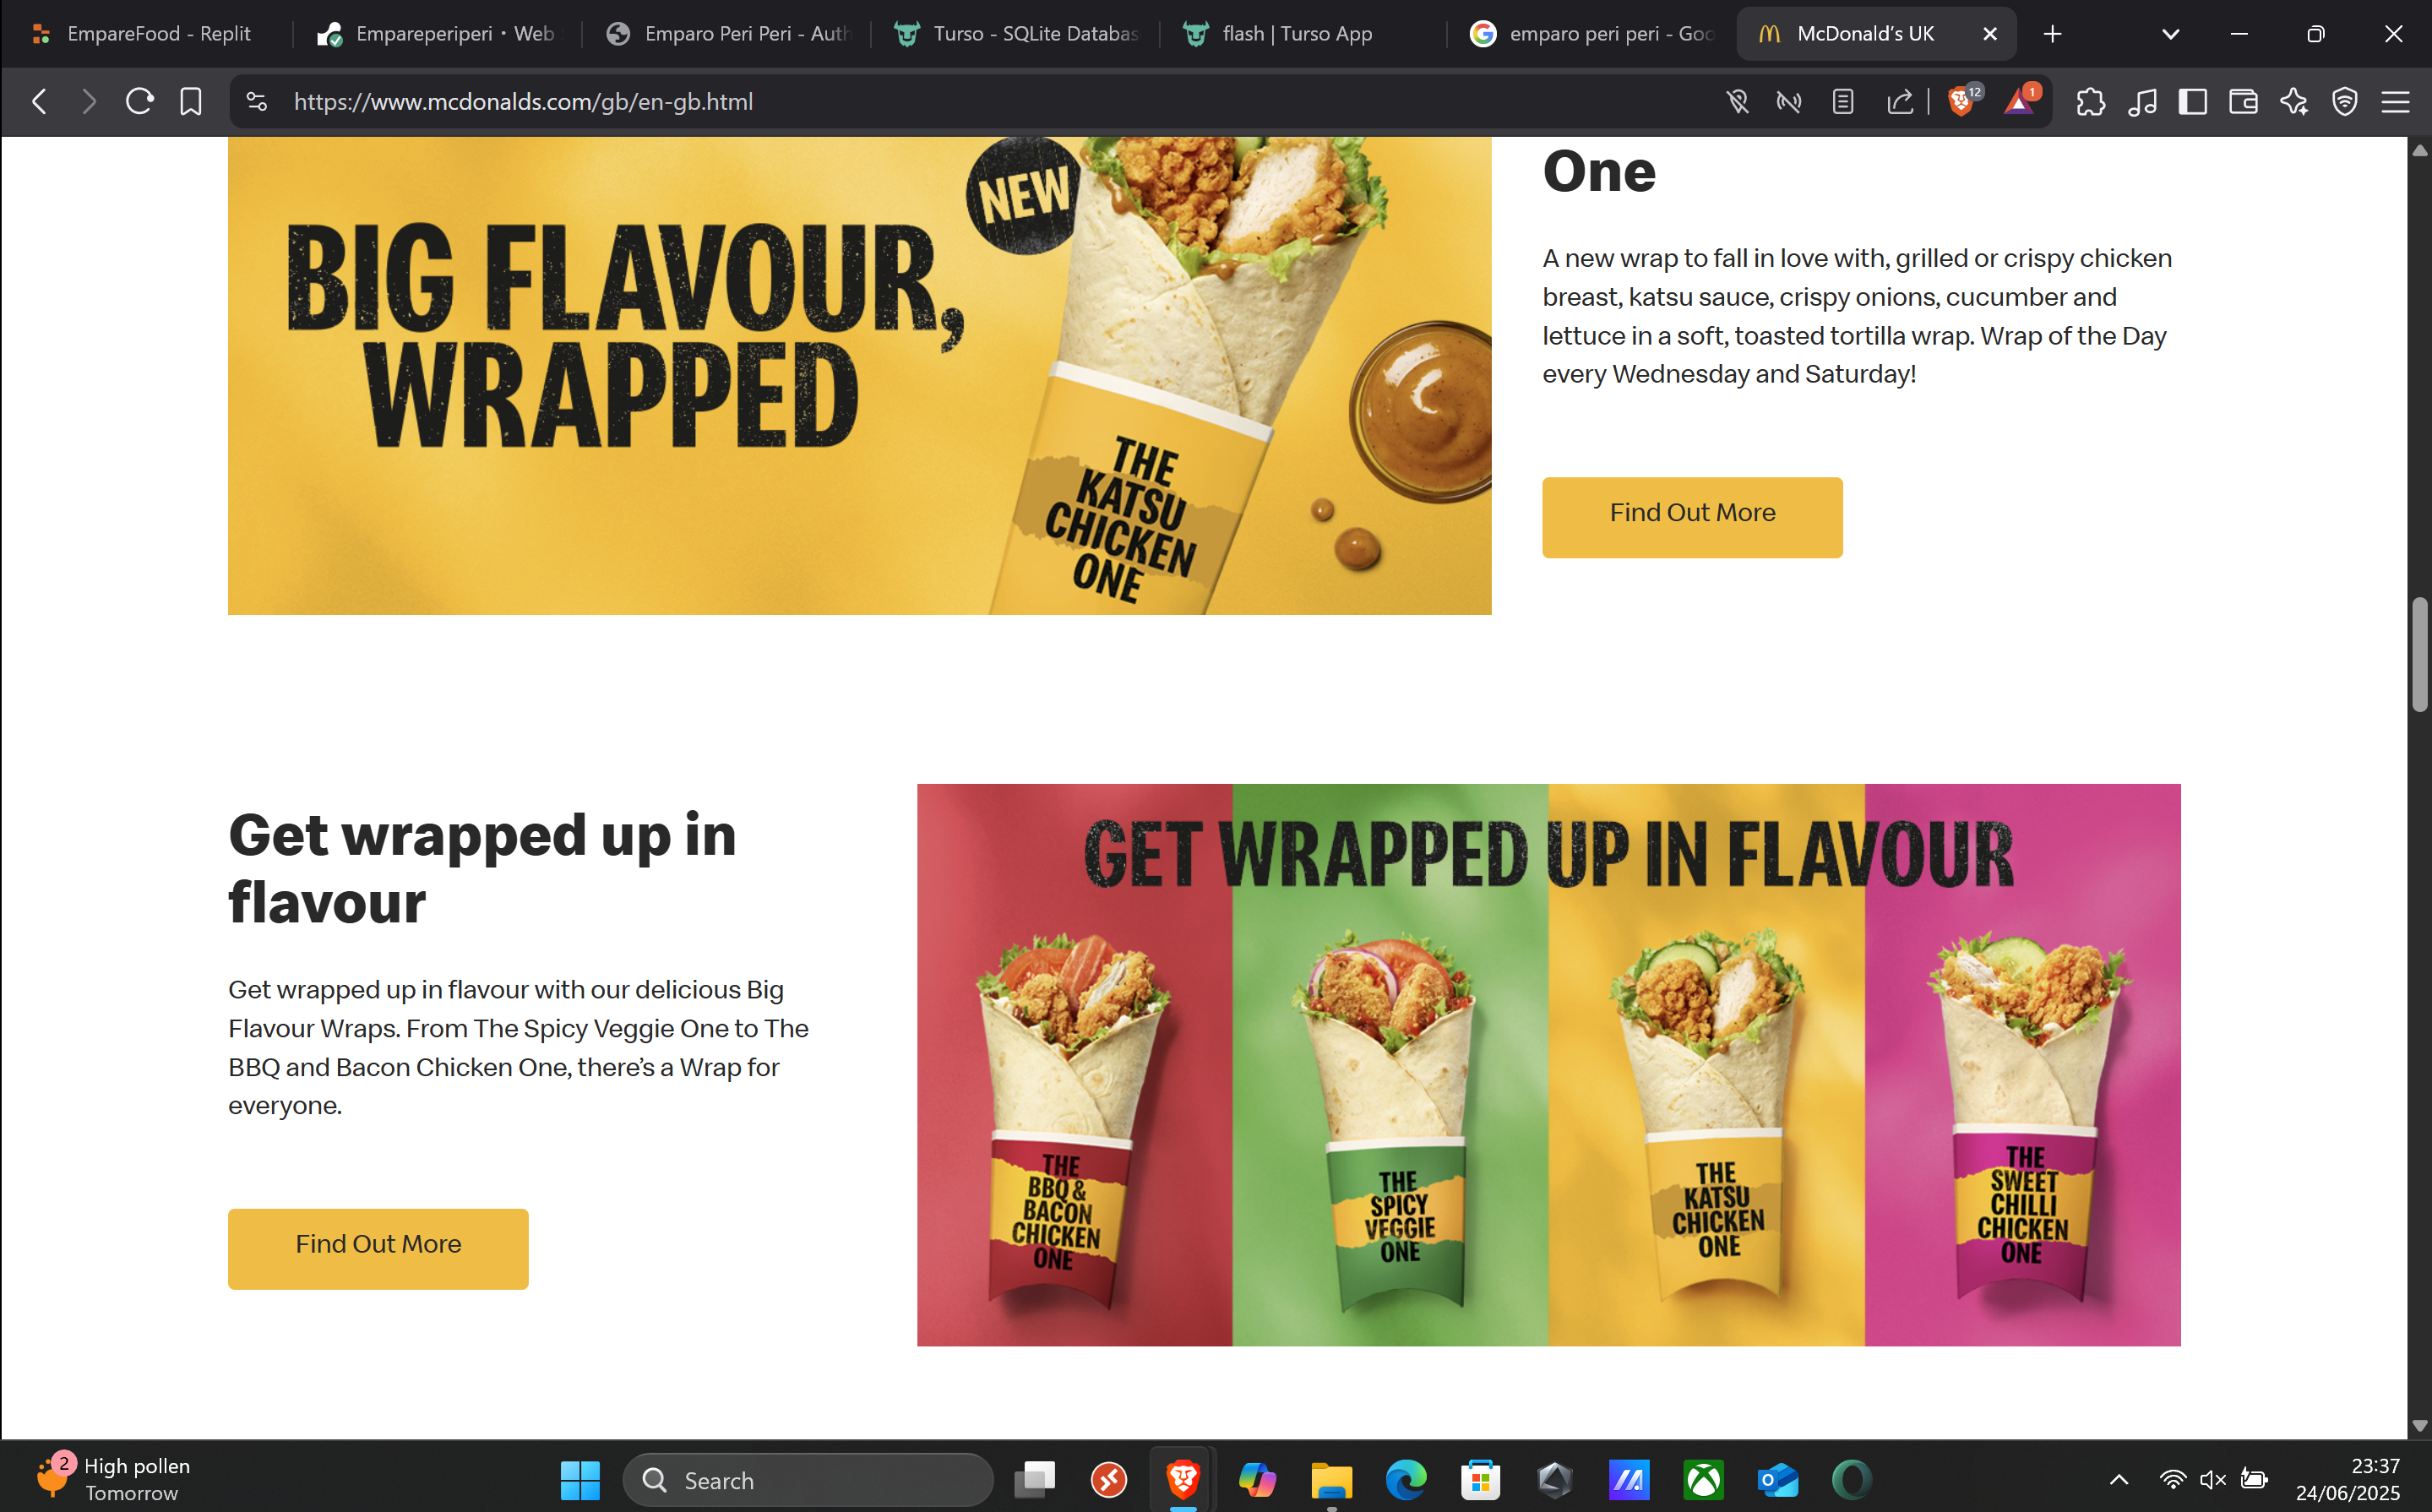 EmpareFood - Replit
Empareperiperi • Web
Emparo Peri Peri - Auth
Turso - SQLite Databas
flash | Turso App
emparo peri peri - Goo
McDonald's UK
https://www.mcdonalds.com/gb/en-gb.html
12
1
BIG FLAVOUR,
WRAPPED
NEW
THE
KATSU
CHICKEN
ONE
One
A new wrap to fall in love with, grilled or crispy chicken
breast, katsu sauce, crispy onions, cucumber and
lettuce in a soft, toasted tortilla wrap. Wrap of the Day
every Wednesday and Saturday!
Find Out More
Get wrapped up in
flavour
Get wrapped up in flavour with our delicious Big
Flavour Wraps. From The Spicy Veggie One to The
BBQ and Bacon Chicken One, there's a Wrap for
everyone.
Find Out More
GET WRAPPED UP IN FLAVOUR
THE
BBQ &
BACON
CHICKEN
ONE
THE
SPICY
VEGGIE
ONE
THE
KATSU
CHICKEN
ONE
THE
SWEET
CHILLI
CHICKEN
ONE
2
High pollen
Tomorrow
Search
23:37
24/06/2025